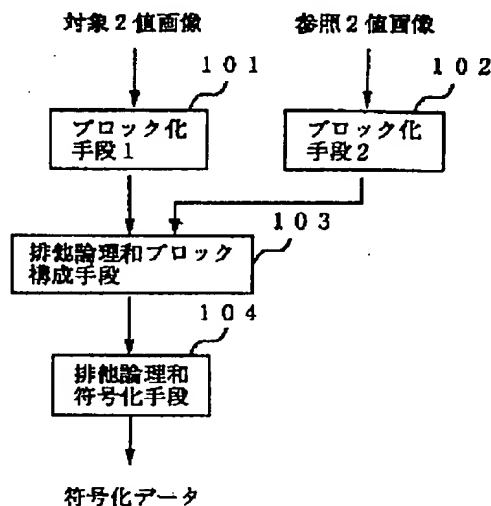 対象2値画像
参照2値画像
101
102
ブロック化
手段1
ブロック化
手段2
103
排他論理和ブロック
構成手段
104
排他論理和
符号化手段
符号化データ